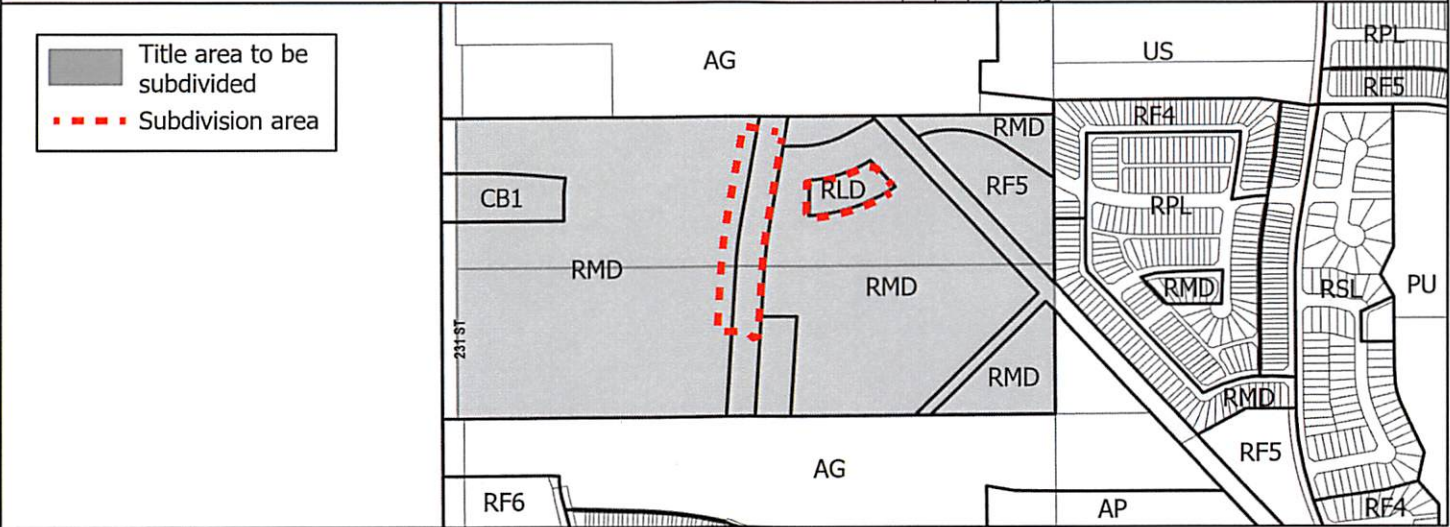 Title area to be
subdivided
Subdivision area
AG
US
RPL
RF5
RF4
RMD
CB1
RLD
RF5
RPL
RMD
RMD
RMD
RSL
PU
231 ST
RMD
RMD
AG
RF5
RF6
AP
RF4